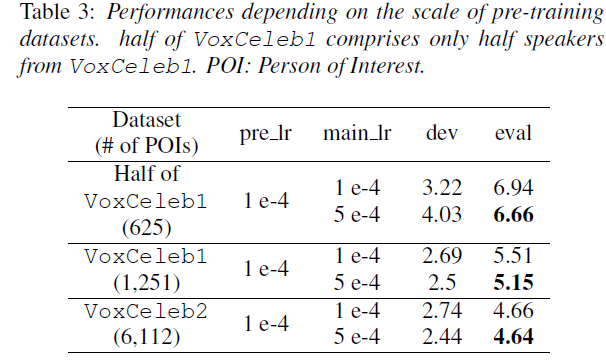 Table 3: Performances depending on the scale of pre-training
datasets. half of VoxCeleb1 comprises only half speakers
from VoxCeleb1. POI: Person of Interest.
Dataset
(# of POIs) pre_lr main_lr dev eval
Half of
VoxCeleb1
(625)
1 e-4
1 e-4 3.22 6.94
5 e-4 4.03 6.66
VoxCeleb1
(1,251)
1 e-4
1 e-4 2.69 5.51
5 e-4 2.5 5.15
VoxCeleb2
(6,112)
1 e-4
1 e-4 2.74 4.66
5 e-4 2.44 4.64